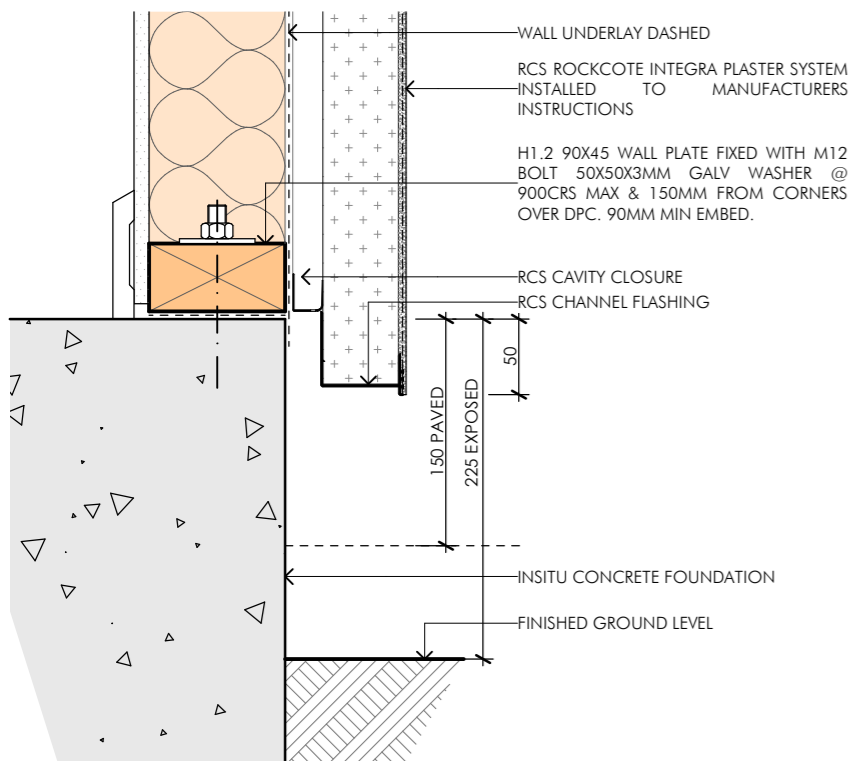 WALL UNDERLAY DASHED
RCS ROCKCOTE INTEGRA PLASTER SYSTEM
INSTALLED TO MANUFACTURERS
INSTRUCTIONS
H1.2 90X45 WALL PLATE FIXED WITH M12
BOLT 50X50X3MM GALV WASHER @
900CRS MAX & 150MM FROM CORNERS
OVER DPC. 90MM MIN EMBED.
RCS CAVITY CLOSURE
RCS CHANNEL FLASHING
50
150 PAVED
225 EXPOSED
INSITU CONCRETE FOUNDATION
FINISHED GROUND LEVEL